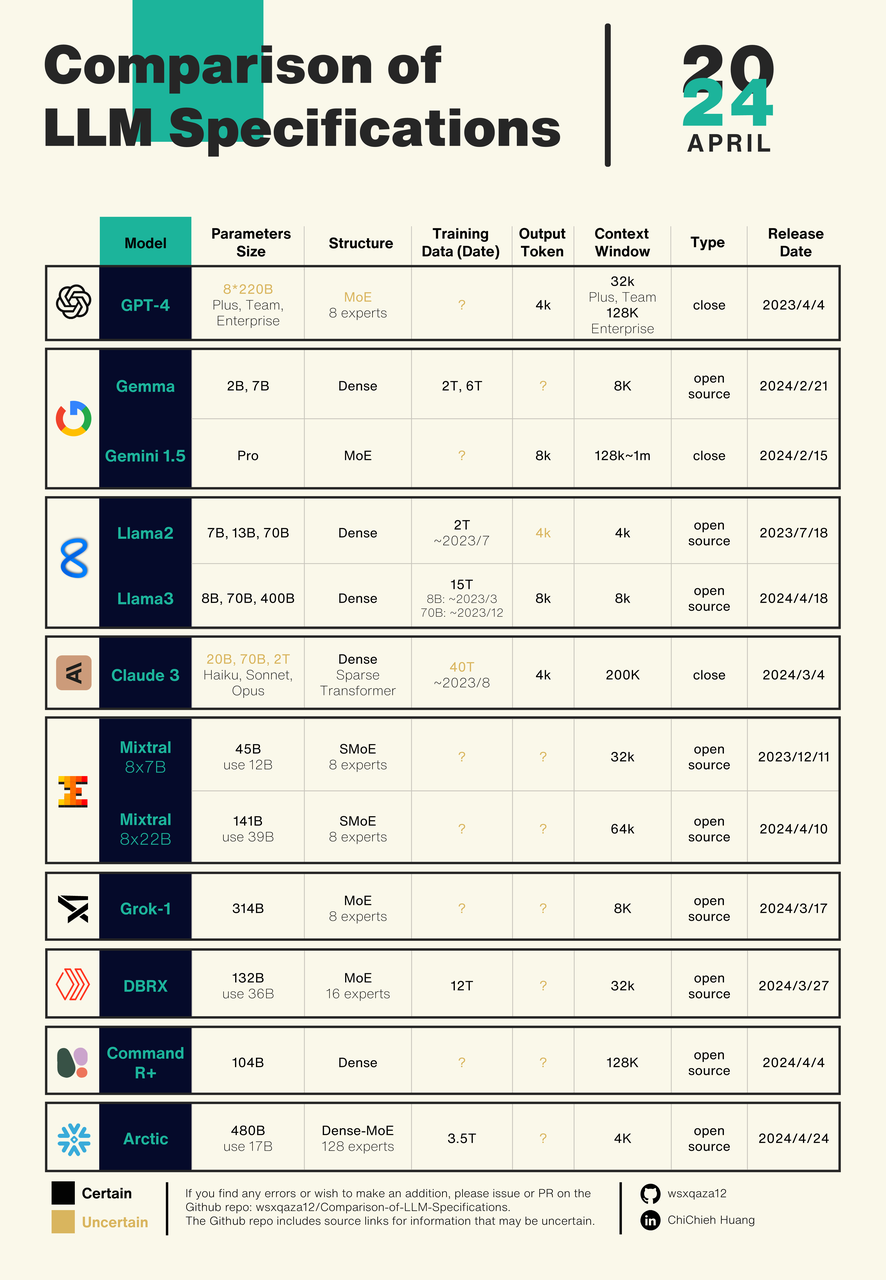 Comparison of
LLM Specifications
20
24
APRIL
Model
Parameters
Size
Structure
Training
Data (Date)
Output
Token
Context
Window
Type
Release
Date
GPT-4
8*220B
Plus, Team,
Enterprise
MoE
8 experts
?
4k
32k
Plus, Team
128K
Enterprise
close
2023/4/4
Gemma
2B, 7B
Dense
2T, 6T
?
8K
open
source
2024/2/21
Gemini 1.5
Pro
MoE
?
8k
128k~1m
close
2024/2/15
Llama2
7B, 13B, 70B
Dense
2T
~2023/7
4k
4k
open
source
2023/7/18
Llama3
8B, 70B, 400B
Dense
15T
8B: ~2023/3
70B: ~2023/12
8k
8k
open
source
2024/4/18
Claude 3
20B, 70B, 2T
Haiku, Sonnet,
Opus
Dense
Sparse
Transformer
40T
~2023/8
4k
200K
close
2024/3/4
Mixtral
8x7B
45B
use 12B
SMoE
8 experts
?
?
32k
open
source
2023/12/11
Mixtral
8x22B
141B
use 39B
SMoE
8 experts
?
?
64k
open
source
2024/4/10
Grok-1
314B
MoE
8 experts
?
?
8K
open
source
2024/3/17
DBRX
132B
use 36B
MoE
16 experts
12T
?
32k
open
source
2024/3/27
Command
R+
104B
Dense
?
?
128K
open
source
2024/4/4
Arctic
480B
use 17B
Dense-MoE
128 experts
3.5T
?
4K
open
source
2024/4/24
Certain
Uncertain
If you find any errors or wish to make an addition, please issue or PR on the
Github repo: wsxqaza12/Comparison-of-LLM-Specifications.
The Github repo includes source links for information that may be uncertain.
wsxqaza12
in
ChiChieh Huang